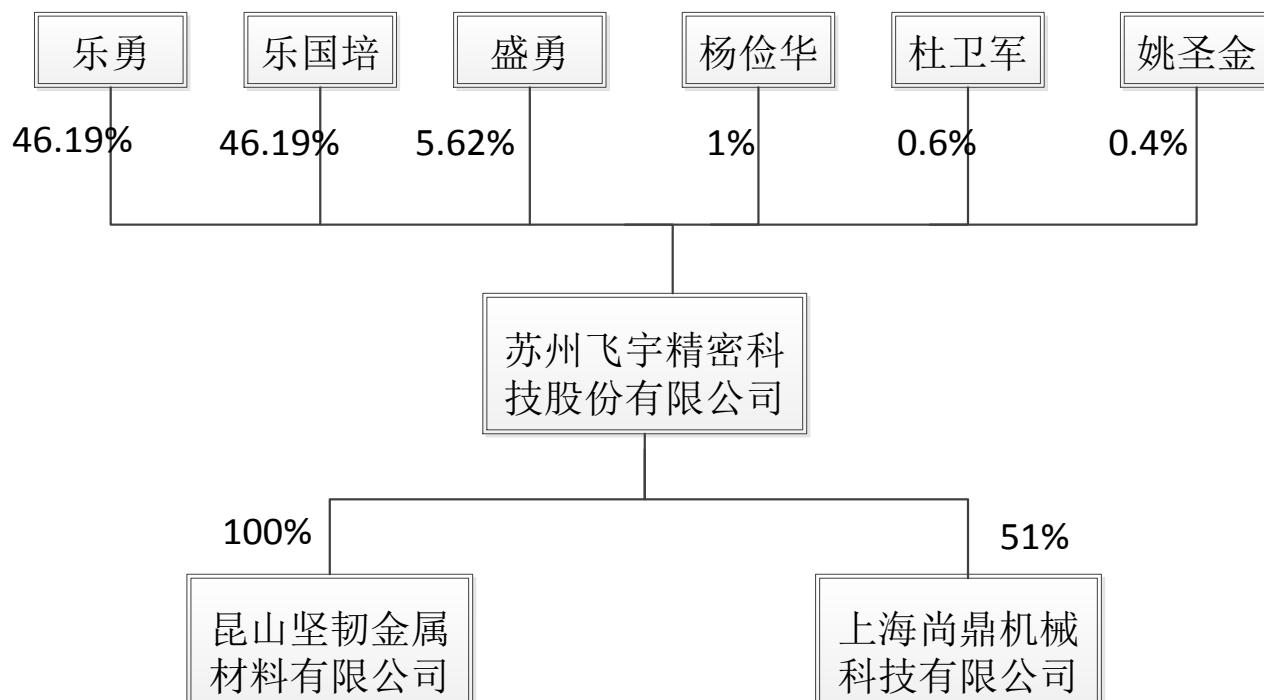 乐勇
乐国培
盛勇
杨俭华
杜卫军
姚圣金
46.19%
46.19%
5.62%
1%
0.6%
0.4%
苏州飞宇精密科
技股份有限公司
100%
51%
昆山坚韧金属
材料有限公司
上海尚鼎机械
科技有限公司